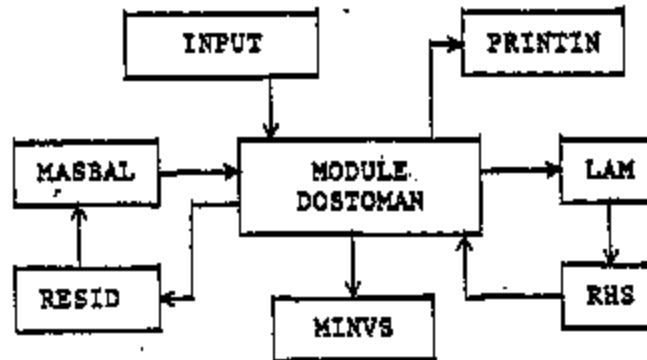 INPUT
PRINTIN
MASBAL
MODULE
DOSTOMAN
LAM
RESID
MINVS
RHS